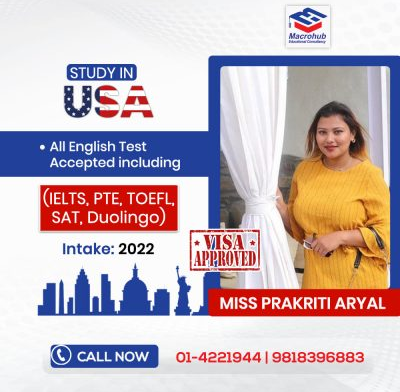 Macrohub
Educational Consultancy
STUDY IN
USA
• All English Test
Accepted including
(IELTS, PTE, TOEFL,
SAT, Duolingo)
Intake: 2022
VISA
APPROVED
MISS PRAKRITI ARYAL
CALL NOW
01-4221944 | 9818396883